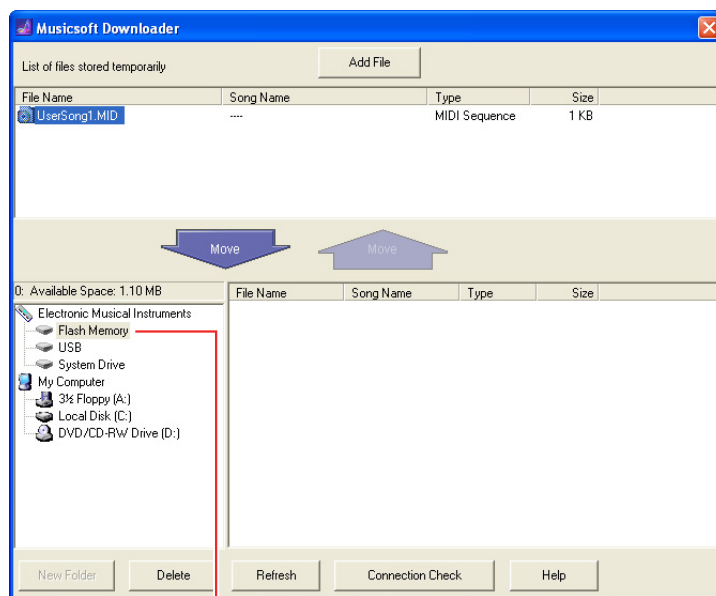 Musicsoft Downloader
List of files stored temporarily
Add File
File Name Song Name Type Size
UserSong1.MID ---- MIDI Sequence 1 KB
Move Move
0: Available Space: 1.10 MB
File Name Song Name Type Size
Electronic Musical Instruments
Flash Memory
USB
System Drive
My Computer
3½ Floppy (A:)
Local Disk (C:)
DVD/CD-RW Drive (D:)
New Folder Delete Refresh Connection Check Help